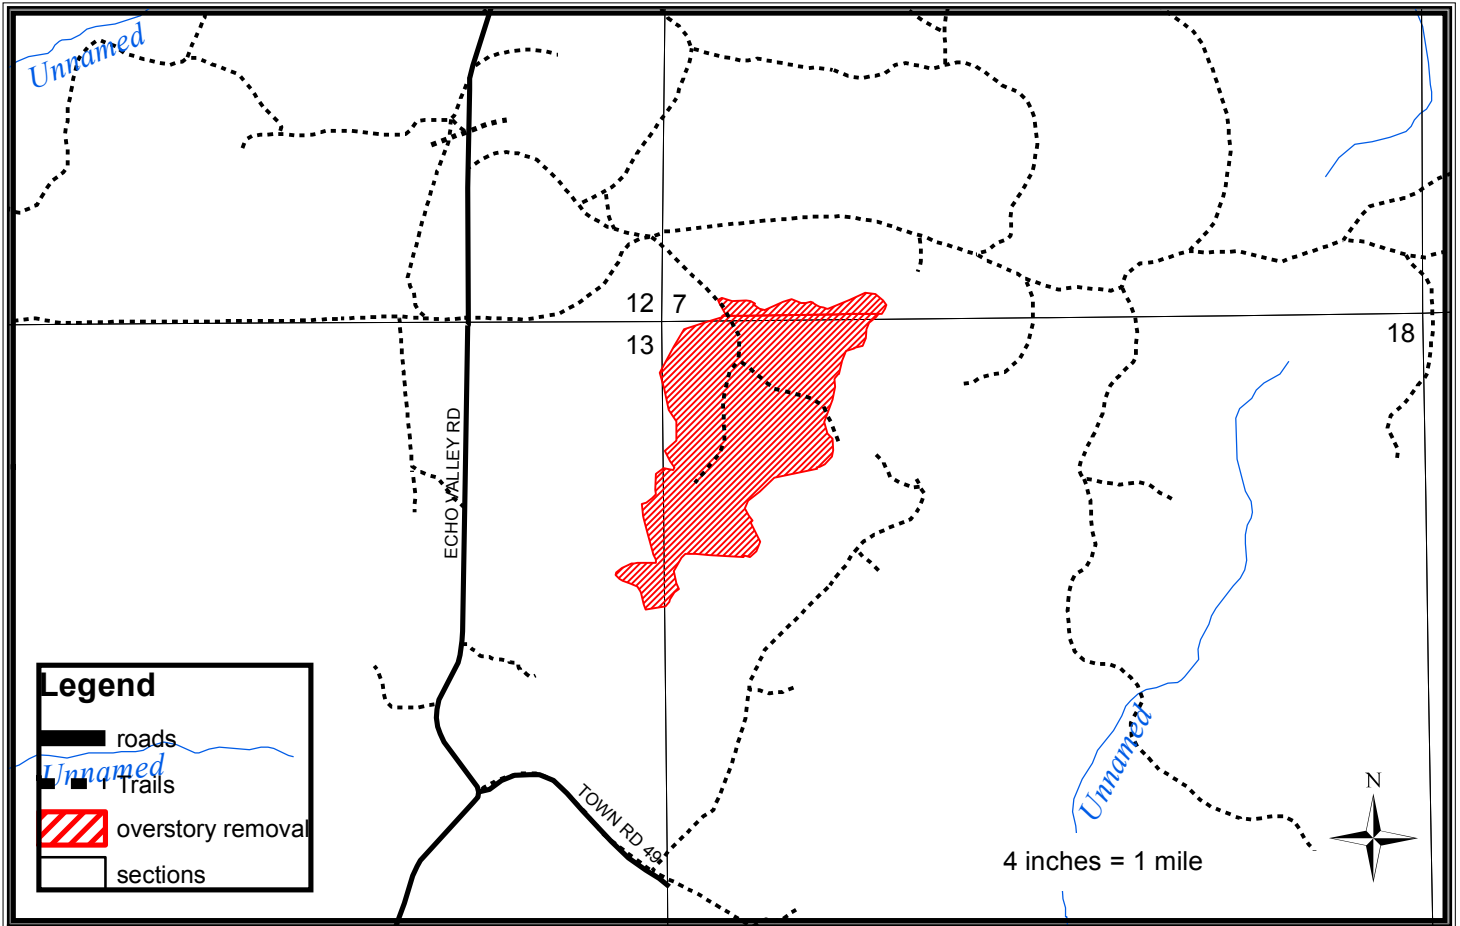 Unnamed
12 7
13
18
ECHO VALLEY RD
Legend
roads
Unnamed
Trails
overstory removal
sections
TOWN RD 49
Unnamed
N
4 inches = 1 mile